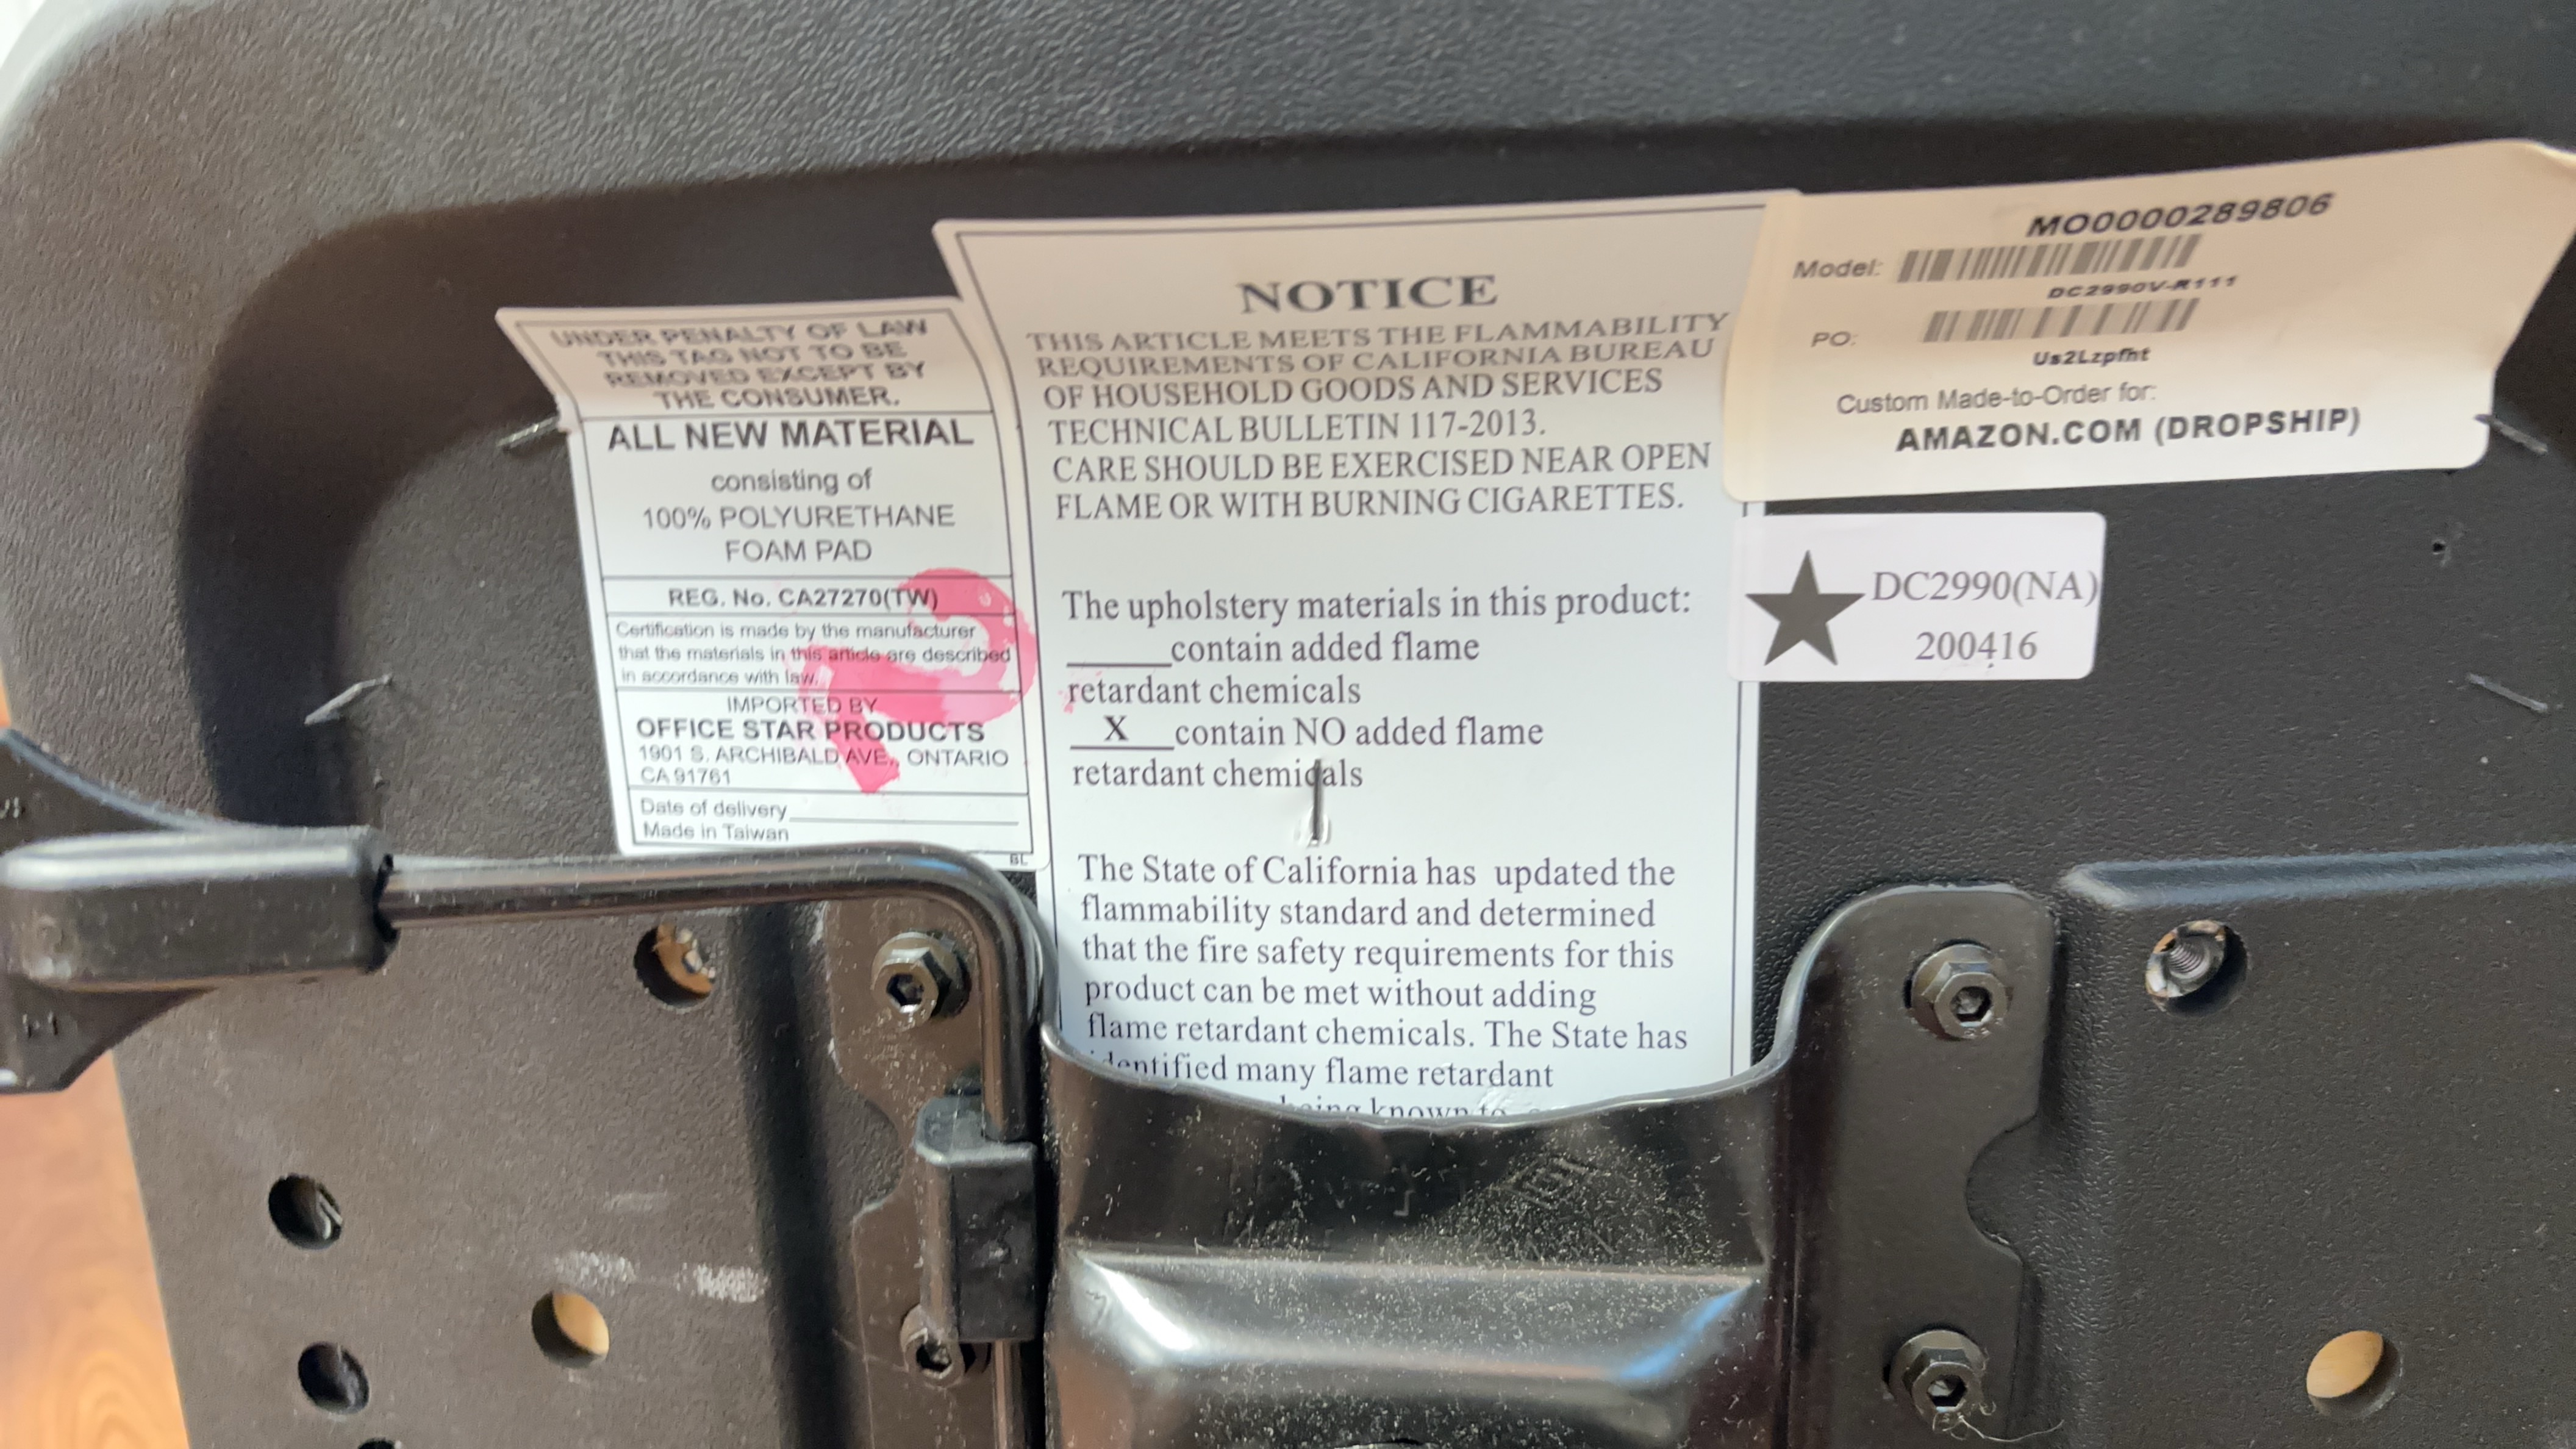 UNDER PENALTY OF LAW
THIS TAG NOT TO BE
REMOVED EXCEPT BY
THE CONSUMER.
ALL NEW MATERIAL
consisting of
100% POLYURETHANE
FOAM PAD
REG. No. CA27270(TW)
Certification is made by the manufacturer
that the materials in this article are described
in accordance with law.
IMPORTED BY
OFFICE STAR PRODUCTS
1901 S. ARCHIBALD AVE., ONTARIO
CA 91761
Date of delivery
Made in Taiwan
BL
NOTICE
THIS ARTICLE MEETS THE FLAMMABILITY
REQUIREMENTS OF CALIFORNIA BUREAU
OF HOUSEHOLD GOODS AND SERVICES
TECHNICAL BULLETIN 117-2013.
CARE SHOULD BE EXERCISED NEAR OPEN
FLAME OR WITH BURNING CIGARETTES.
The upholstery materials in this product:
_____contain added flame
retardant chemicals
__X__contain NO added flame
retardant chemicals
The State of California has updated the
flammability standard and determined
that the fire safety requirements for this
product can be met without adding
flame retardant chemicals. The State has
identified many flame retardant
being known to
MO0000289806
Model:
DC2990V-R111
PO:
Us2Lzpfht
Custom Made-to-Order for:
AMAZON.COM (DROPSHIP)
DC2990(NA)
200416